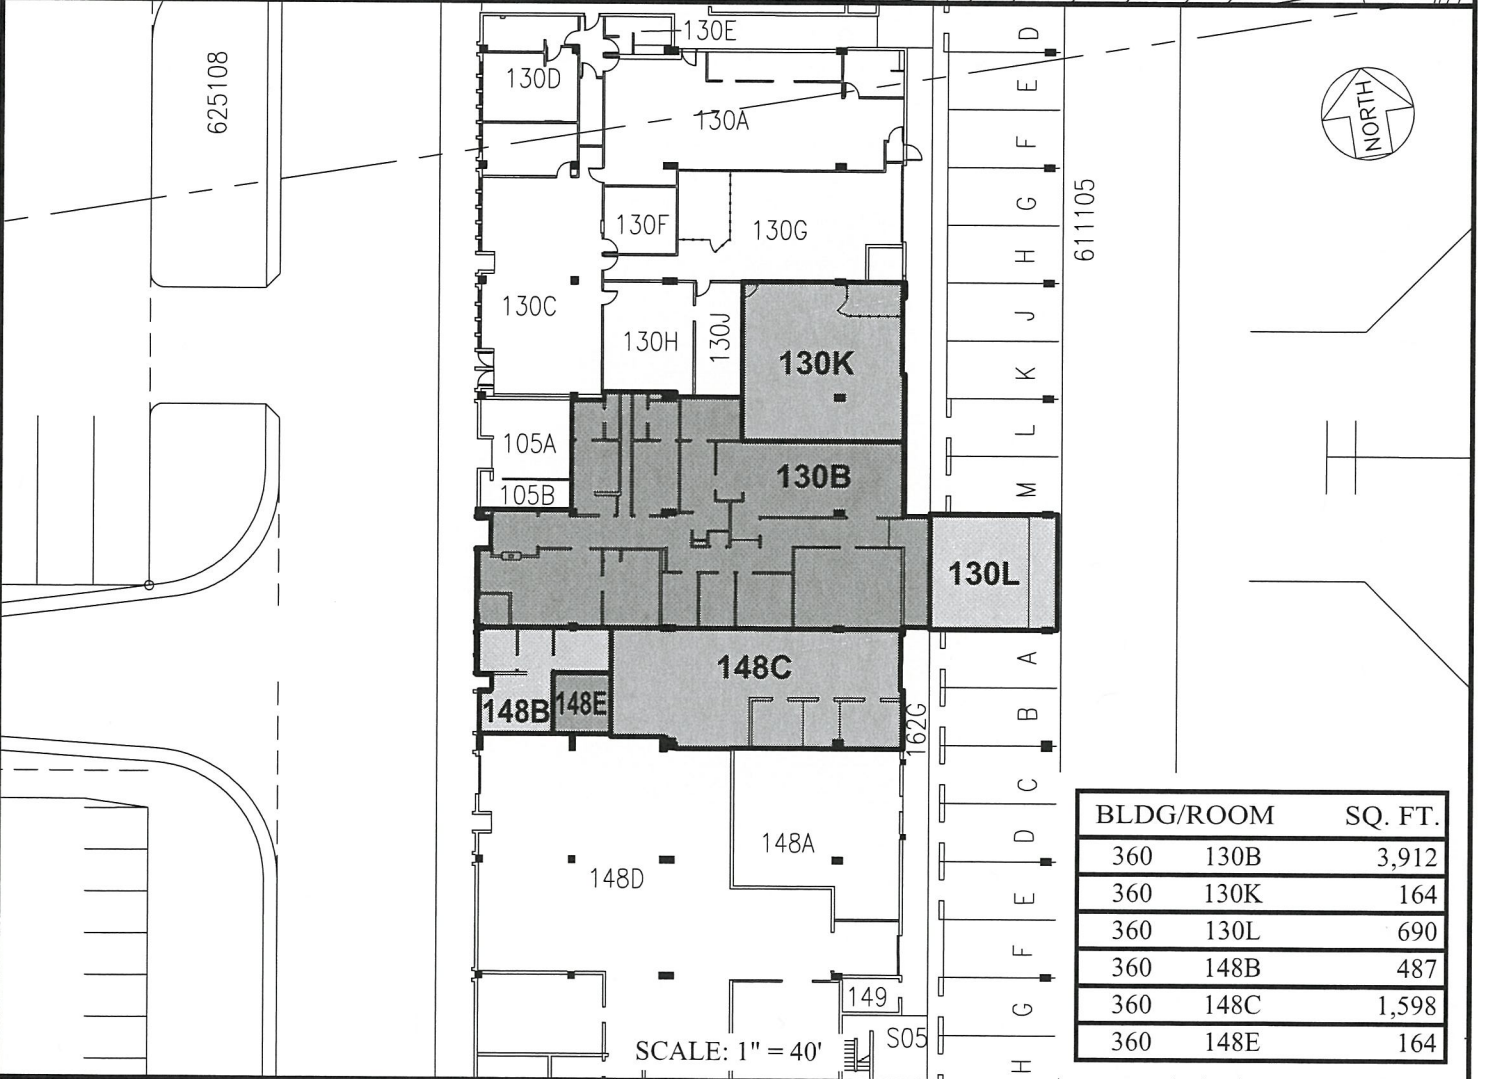 130E
D
625108
130D
E
NORTH
130A
F
G
611105
130F
130G
H
130C
J
130H
130J
130K
K
105A
L
130B
105B
M
130L
A
148C
148B
148E
162G
B
C
BLDG/ROOM SQ. FT.
360 130B 3,912
360 130K 164
360 130L 690
360 148B 487
360 148C 1,598
360 148E 164
148A
D
148D
E
F
149
G
S05
SCALE: 1" = 40'
H